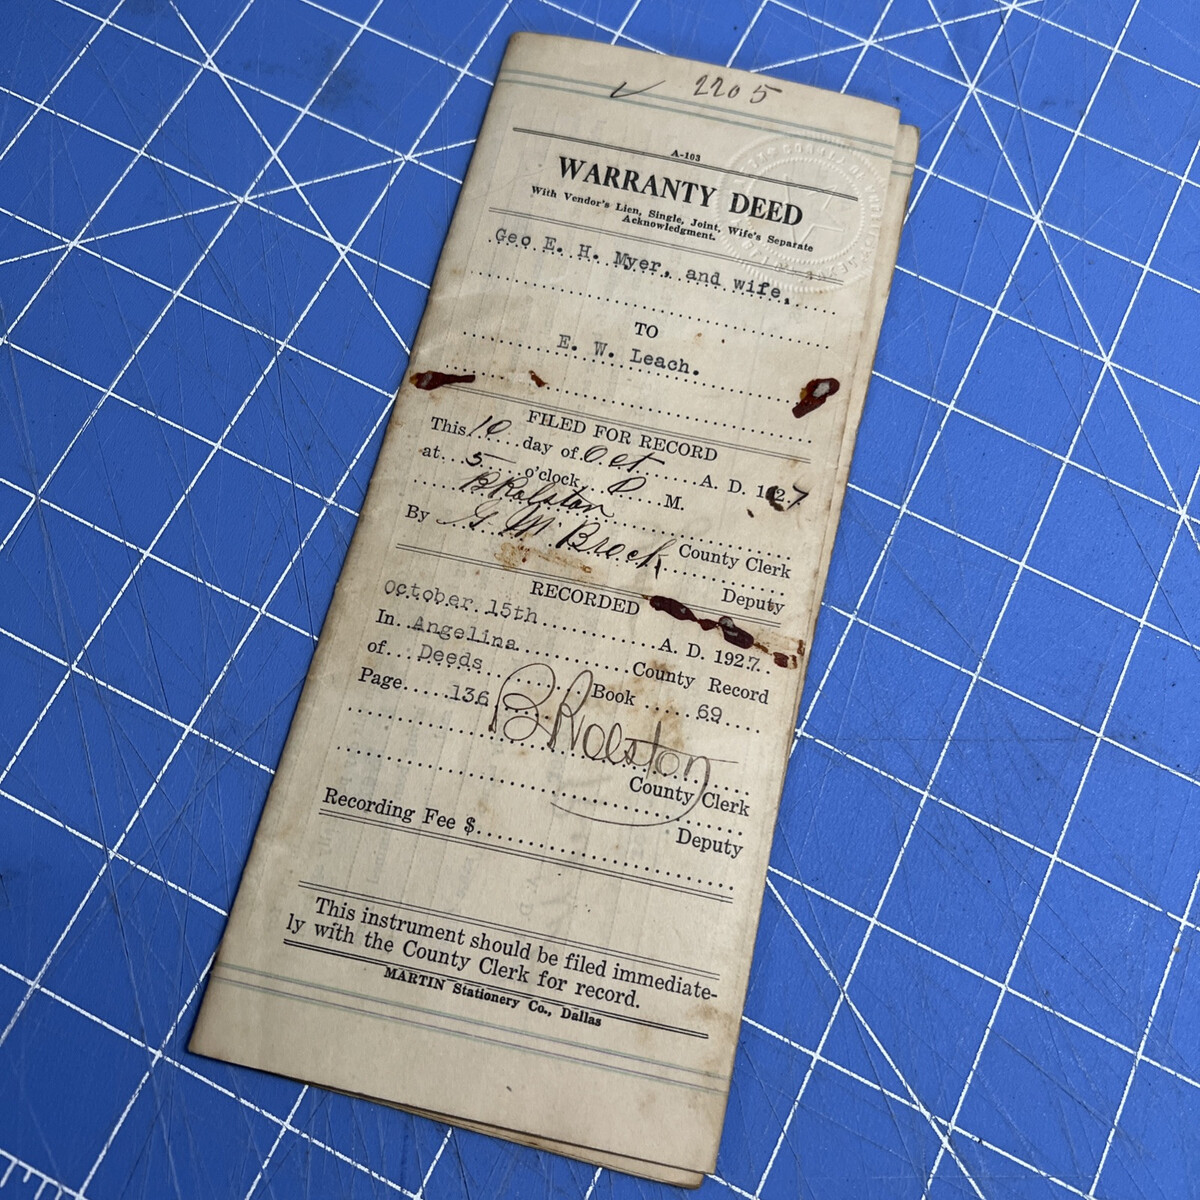 ✓ 2205
A-103
WARRANTY DEED
With Vendor's Lien, Single, Joint, Wife's Separate
Acknowledgment.
Geo E. H. Myer, and wife,
TO
E. W. Leach.
FILED FOR RECORD
This 10 day of Oct A. D. 1927
at 5 o'clock P M.
B Ralston
County Clerk
By G. M. Brock
Deputy
RECORDED
October 15th A. D. 1927.
In Angelina County Record
of Deeds Book 69
Page 136
B Ralston
County Clerk
Deputy
Recording Fee $
This instrument should be filed immediate-
ly with the County Clerk for record.
MARTIN Stationery Co., Dallas